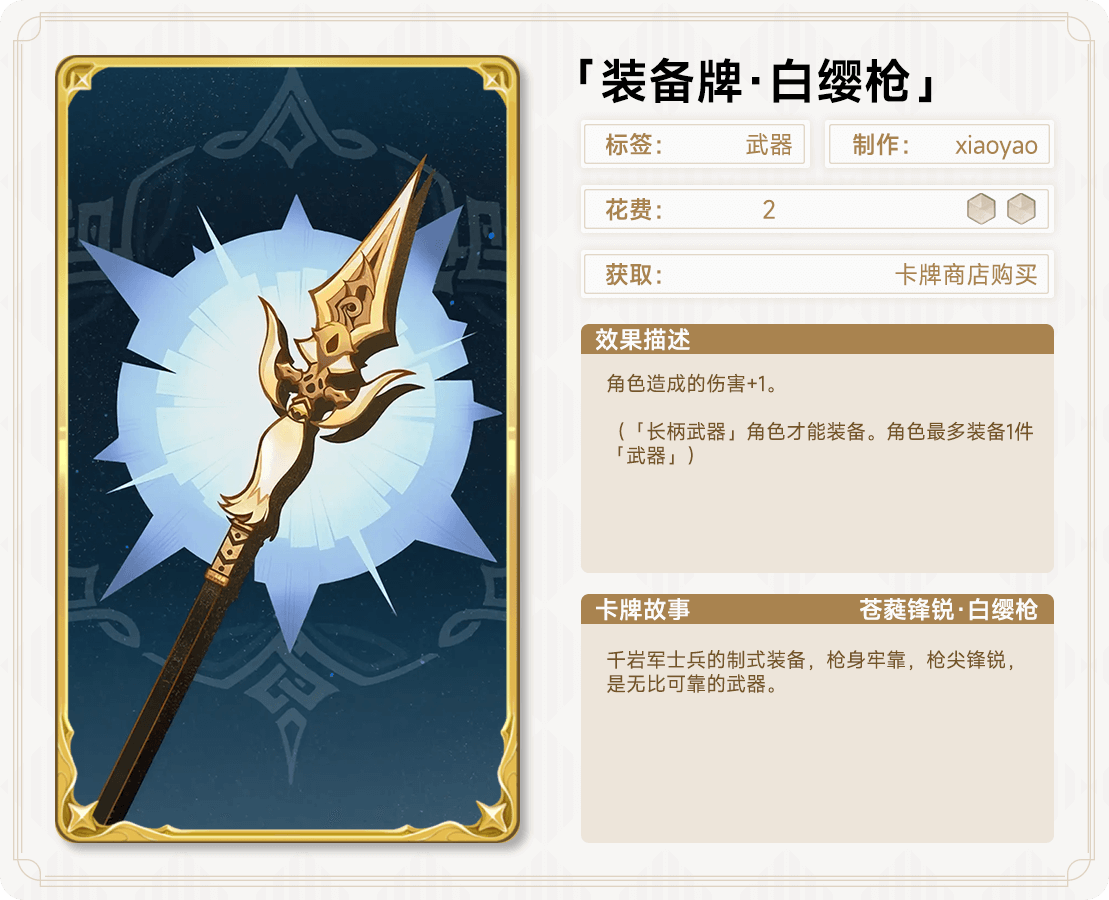 「装备牌·白缨枪」
标签： 武器 制作： xiaoyao
花费： 2
获取： 卡牌商店购买
效果描述
角色造成的伤害+1。
（「长柄武器」角色才能装备。角色最多装备1件
「武器」）
卡牌故事 苍蕤锋锐·白缨枪
千岩军士兵的制式装备，枪身牢靠，枪尖锋锐，
是无比可靠的武器。